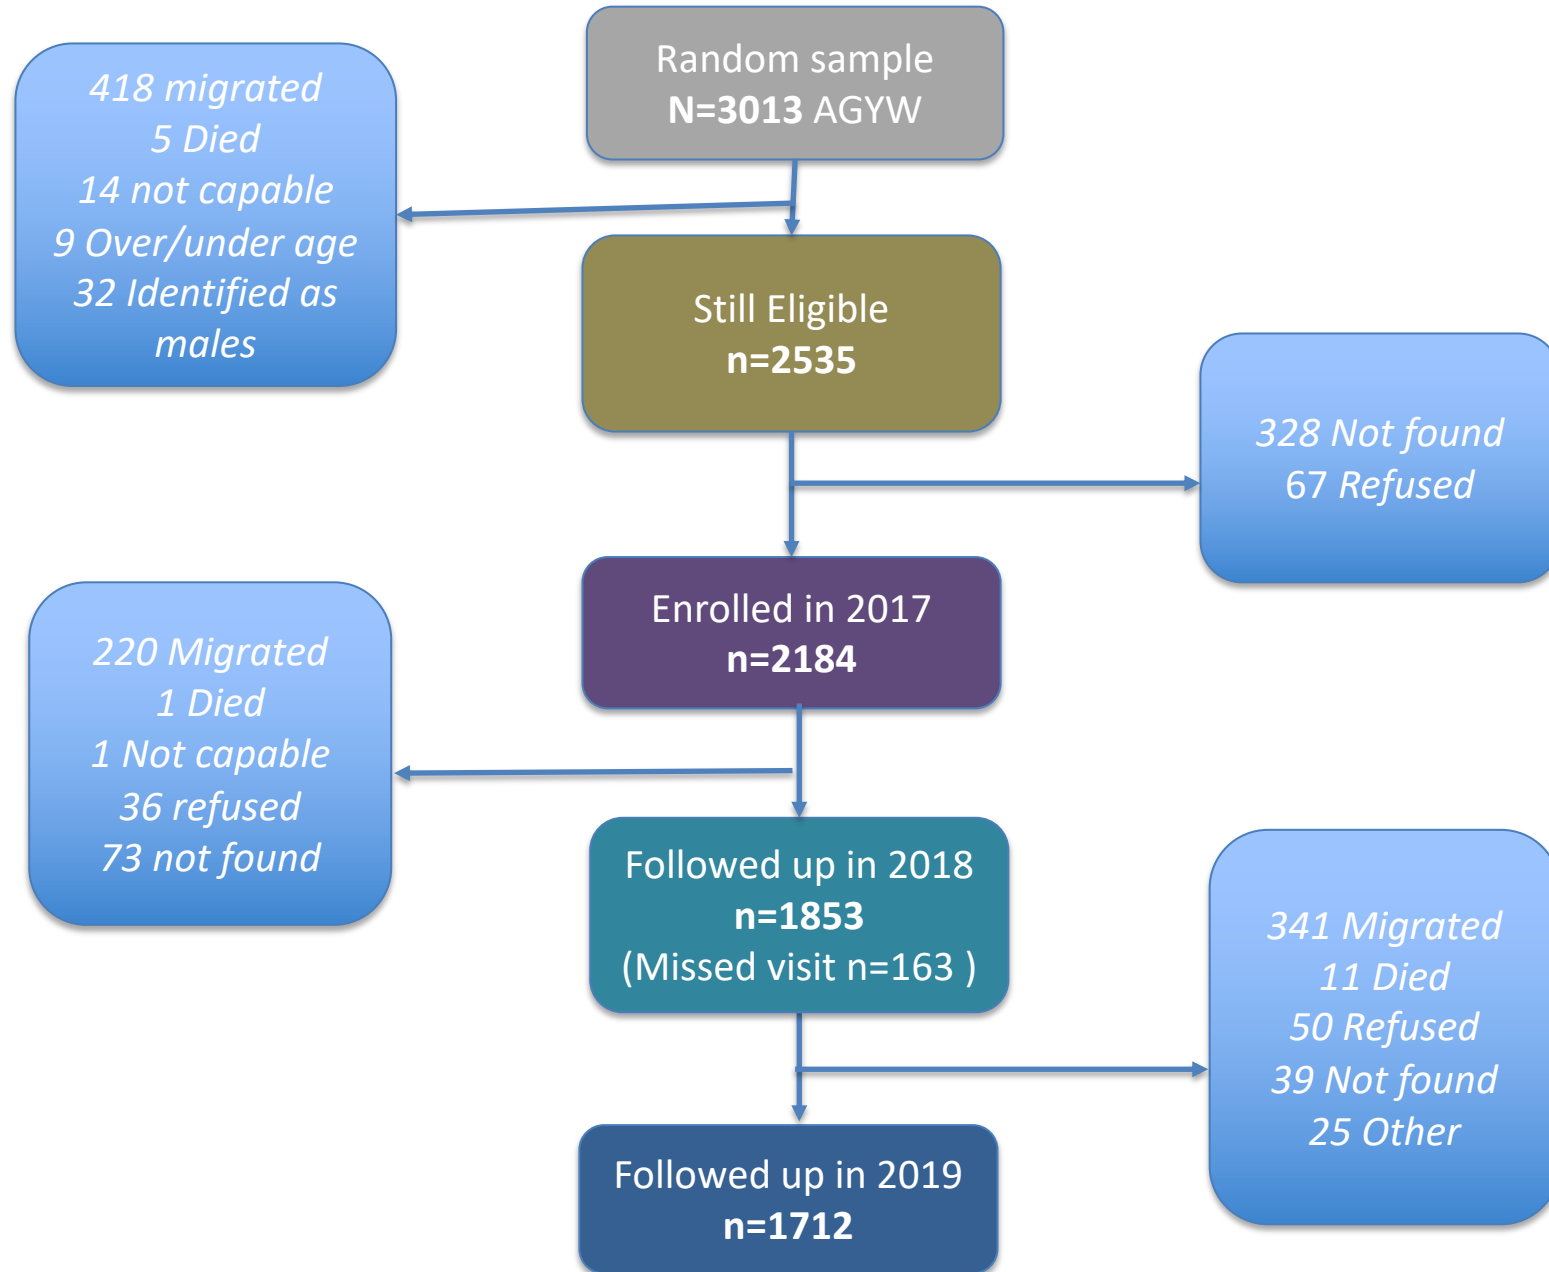 Random sample
N=3013 AGYW
418 migrated
5 Died
14 not capable
9 Over/under age
32 Identified as
males
Still Eligible
n=2535
328 Not found
67 Refused
Enrolled in 2017
n=2184
220 Migrated
1 Died
1 Not capable
36 refused
73 not found
Followed up in 2018
n=1853
(Missed visit n=163 )
341 Migrated
11 Died
50 Refused
39 Not found
25 Other
Followed up in 2019
n=1712